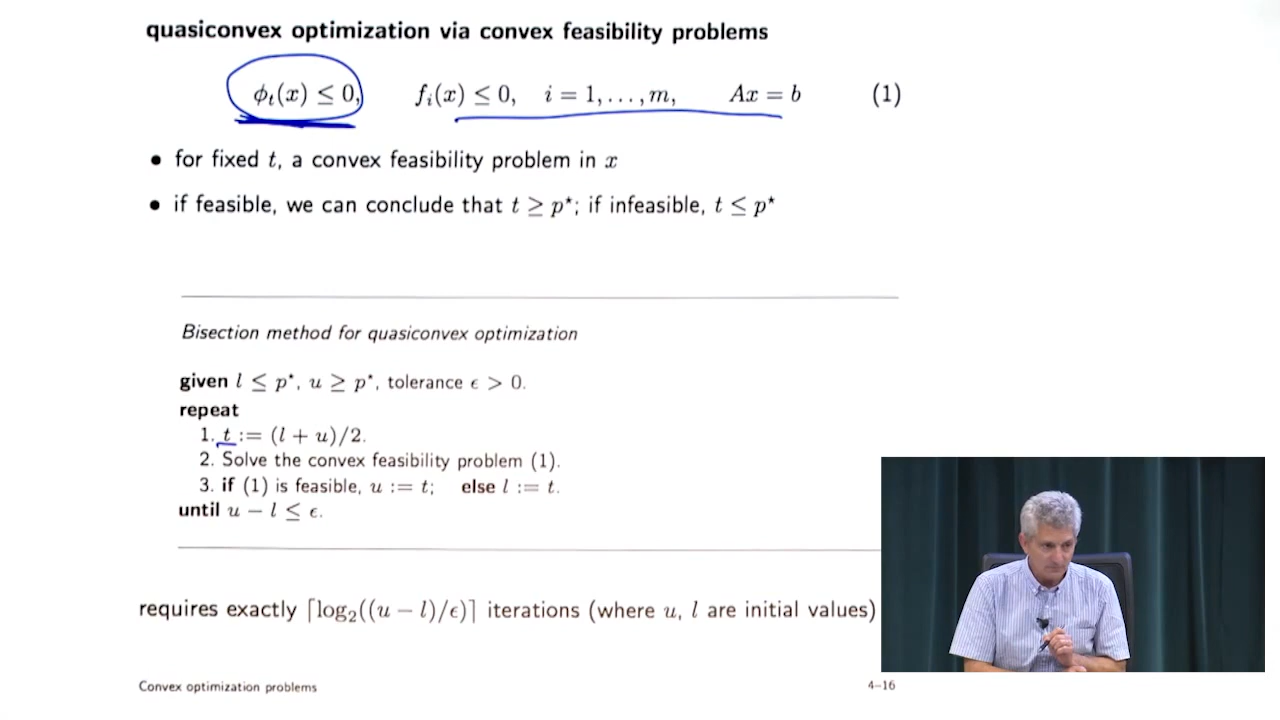 quasiconvex optimization via convex feasibility problems
ϕₜ(x) ≤ 0, fᵢ(x) ≤ 0, i = 1, . . . , m, Ax = b (1)
• for fixed t, a convex feasibility problem in x
• if feasible, we can conclude that t ≥ p⋆; if infeasible, t ≤ p⋆
Bisection method for quasiconvex optimization
given l ≤ p⋆, u ≥ p⋆, tolerance ϵ > 0.
repeat
1. t := (l + u)/2.
2. Solve the convex feasibility problem (1).
3. if (1) is feasible, u := t; else l := t.
until u − l ≤ ϵ.
requires exactly ⌈log₂((u − l)/ϵ)⌉ iterations (where u, l are initial values)
Convex optimization problems 4–16